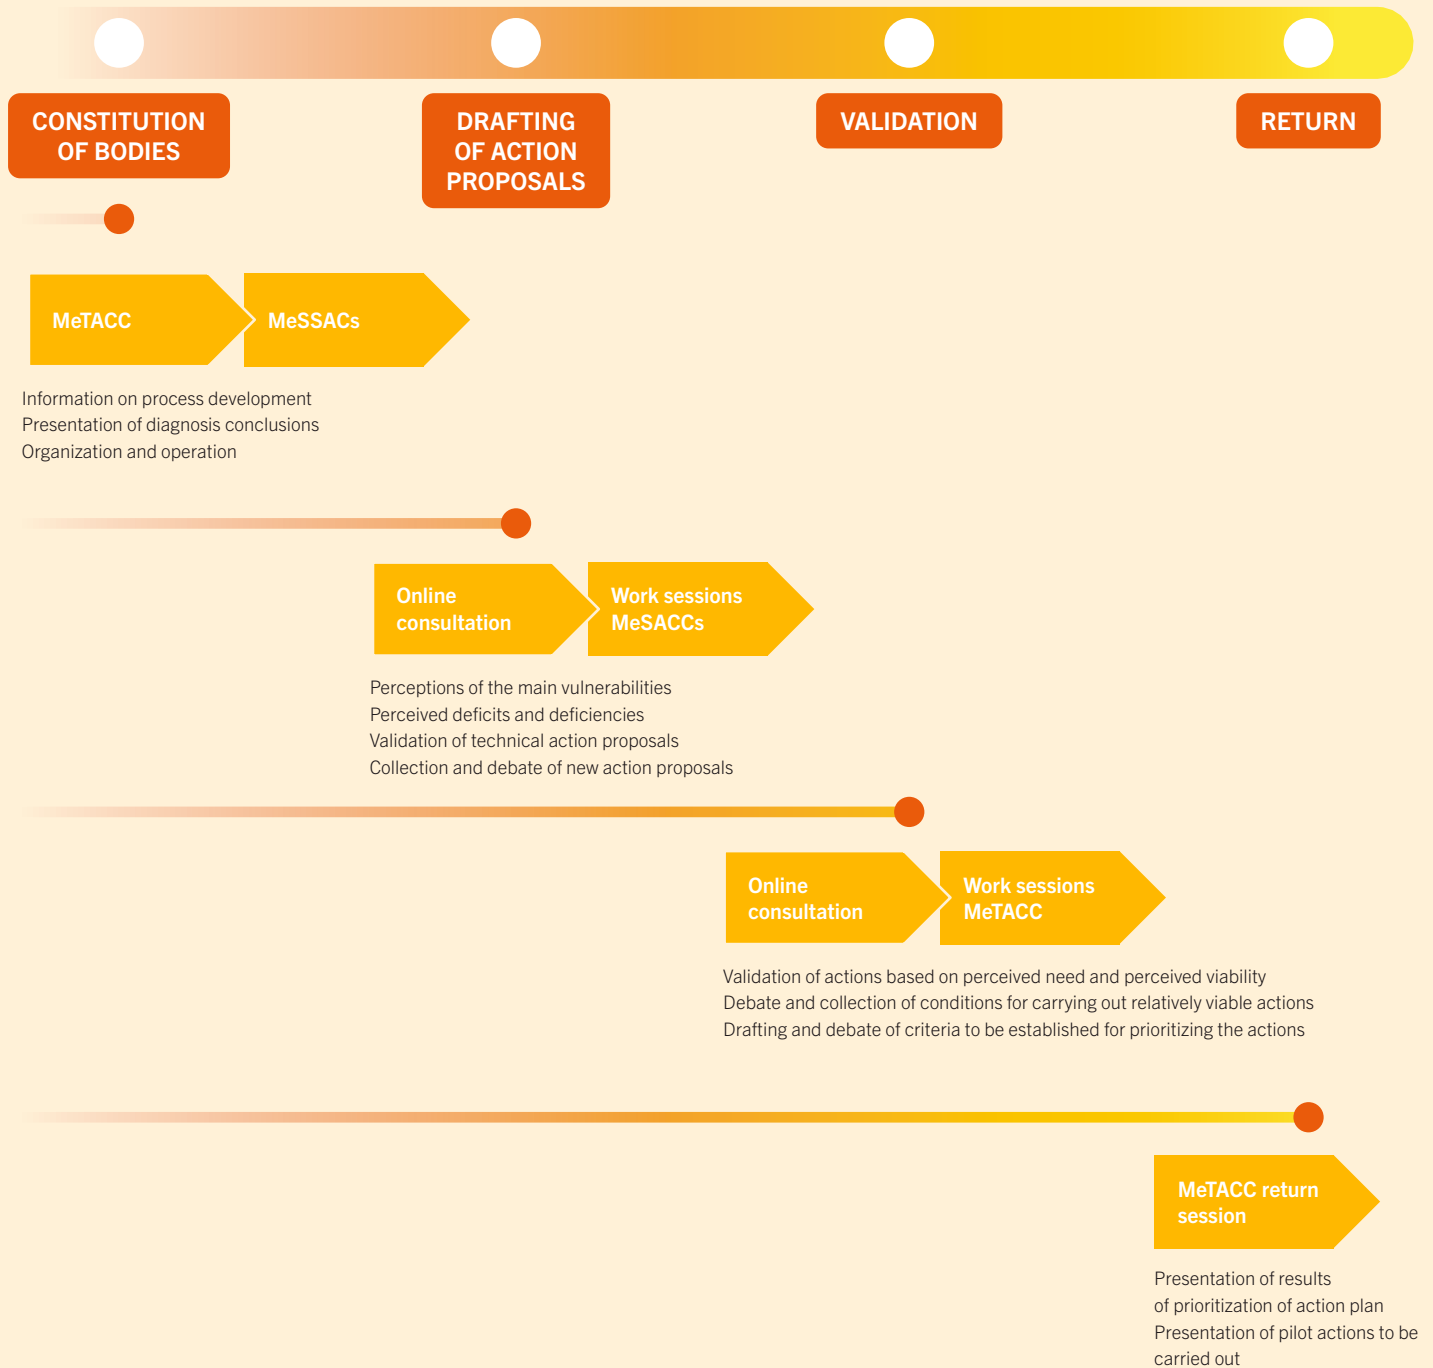 CONSTITUTION
OF BODIES
DRAFTING
OF ACTION
PROPOSALS
VALIDATION
RETURN
MeTACC
MeSSACs
Information on process development
Presentation of diagnosis conclusions
Organization and operation
Online
consultation
Work sessions
MeSACCs
Perceptions of the main vulnerabilities
Perceived deficits and deficiencies
Validation of technical action proposals
Collection and debate of new action proposals
Online
consultation
Work sessions
MeTACC
Validation of actions based on perceived need and perceived viability
Debate and collection of conditions for carrying out relatively viable actions
Drafting and debate of criteria to be established for prioritizing the actions
MeTACC return
session
Presentation of results
of prioritization of action plan
Presentation of pilot actions to be
carried out